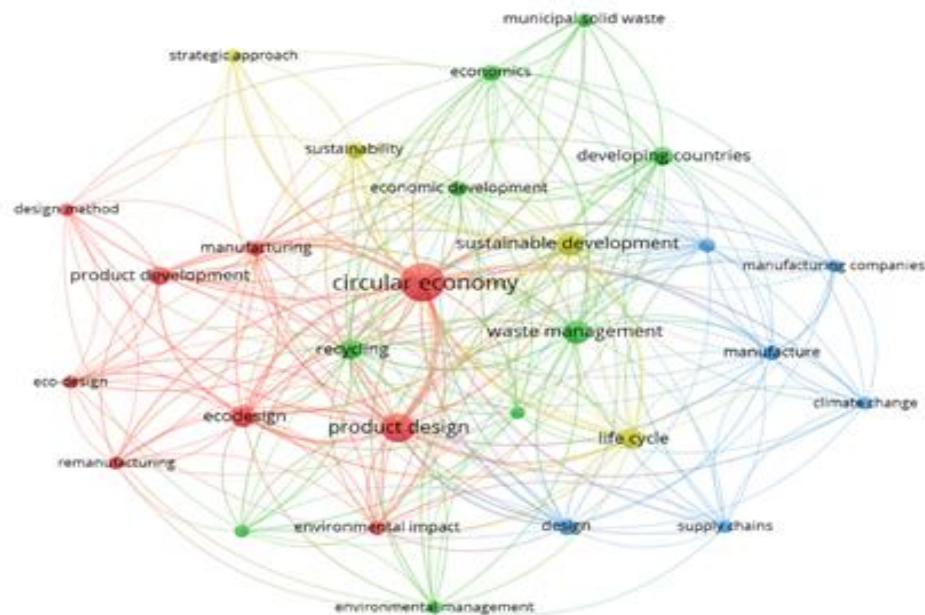 municipal solid waste
strategic approach
economics
sustainability
developing countries
economic development
design method
manufacturing
sustainable development
product development
manufacturing companies
circular economy
waste management
recycling
manufacture
eco-design
climate change
ecodesign
product design
life cycle
remanufacturing
environmental impact
design
supply chains
environmental management